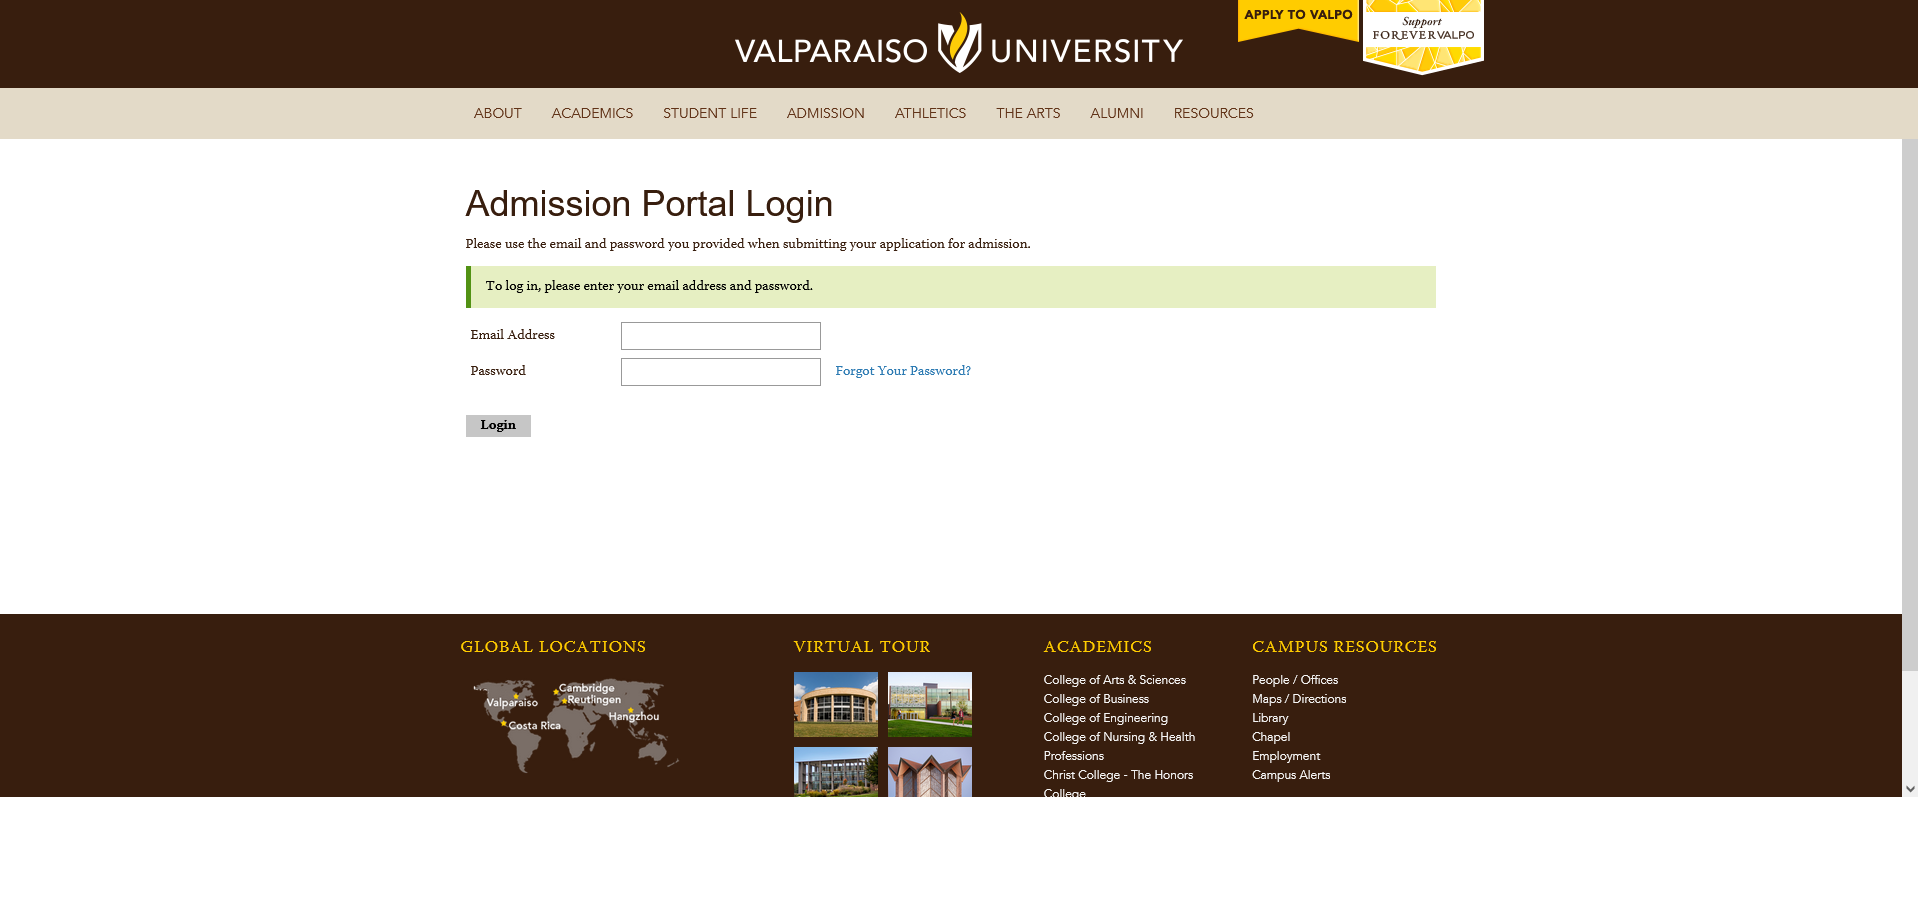 VALPARAISO UNIVERSITY
APPLY TO VALPO
Support
FOREVERVALPO
ABOUT ACADEMICS STUDENT LIFE ADMISSION ATHLETICS THE ARTS ALUMNI RESOURCES
Admission Portal Login
Please use the email and password you provided when submitting your application for admission.
To log in, please enter your email address and password.
Email Address
Password Forgot Your Password?
Login
GLOBAL LOCATIONS
Cambridge
Reutlingen
Valparaiso
Hangzhou
Costa Rica
VIRTUAL TOUR
ACADEMICS
College of Arts & Sciences
College of Business
College of Engineering
College of Nursing & Health
Professions
Christ College - The Honors
College
CAMPUS RESOURCES
People / Offices
Maps / Directions
Library
Chapel
Employment
Campus Alerts